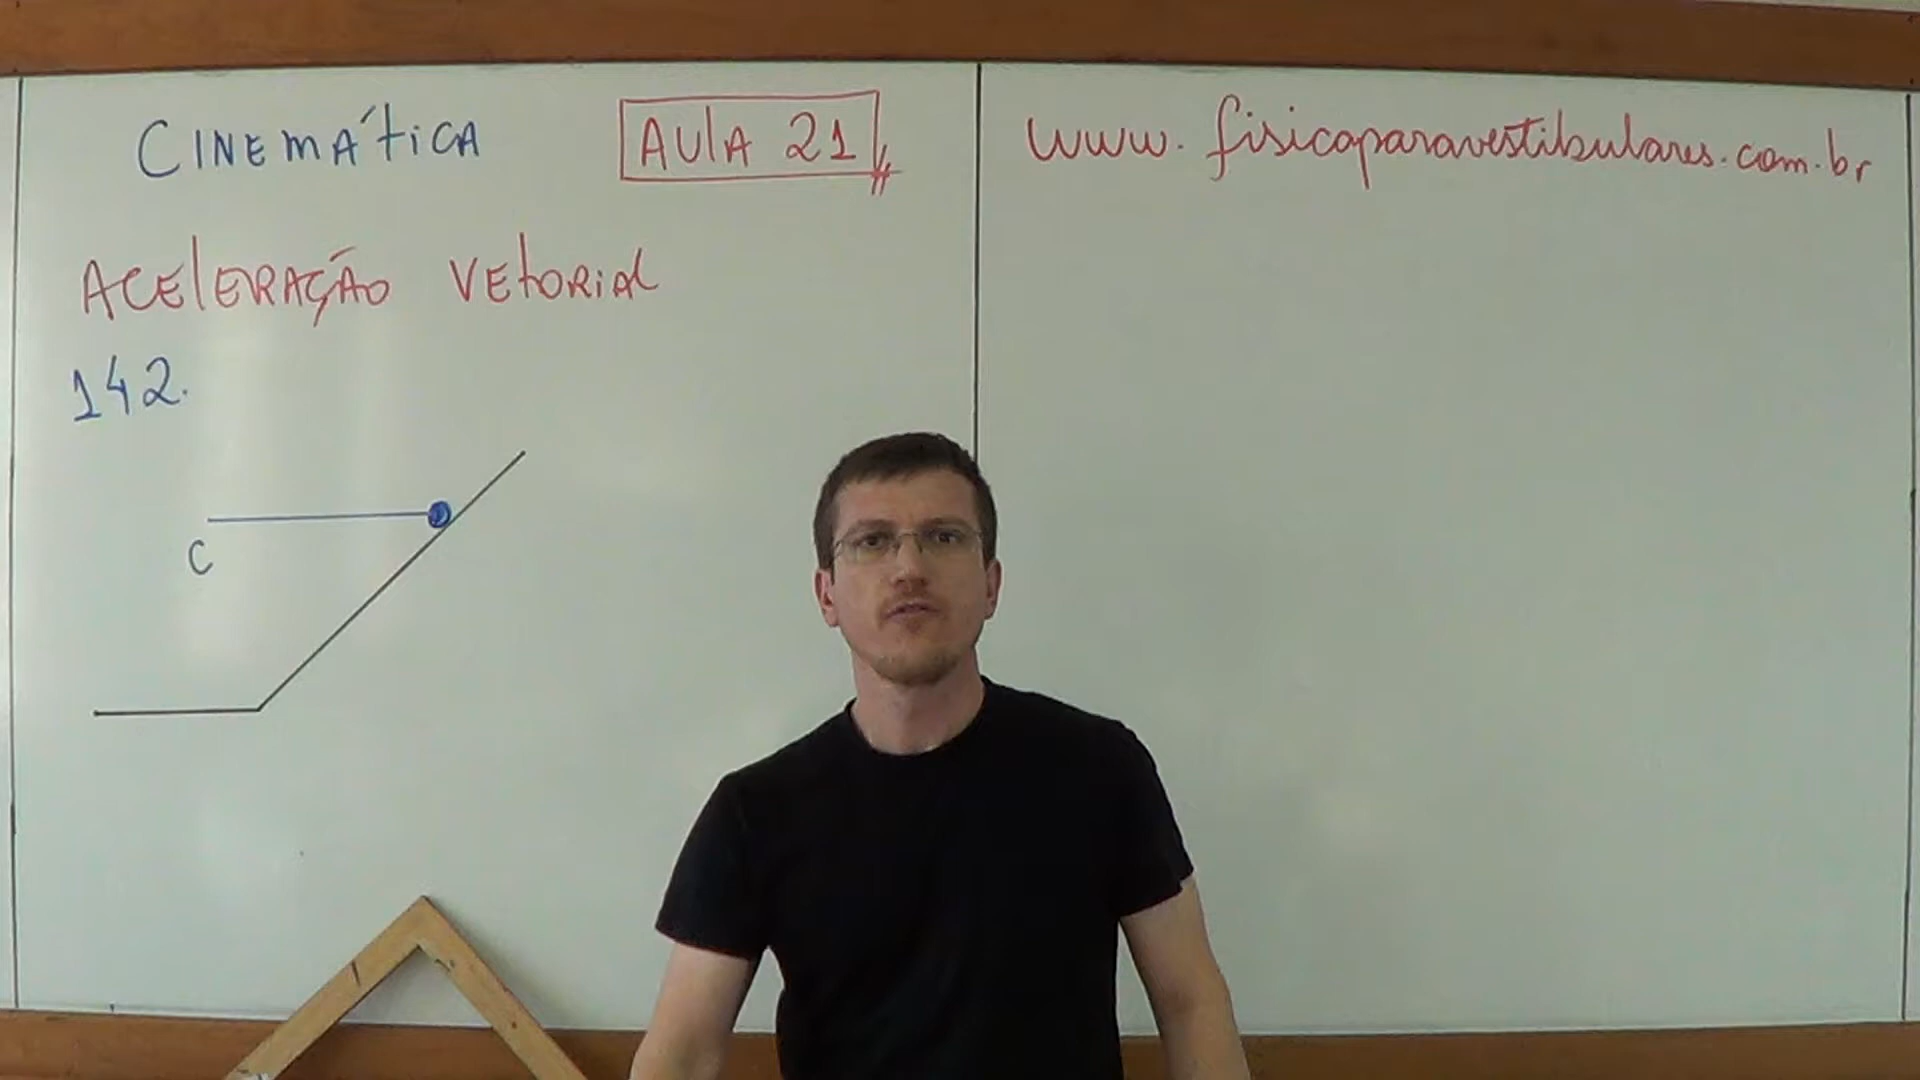 Cinemática
Aula 21
www.fisicaparavestibulares.com.br
Aceleração Vetorial
142.
C